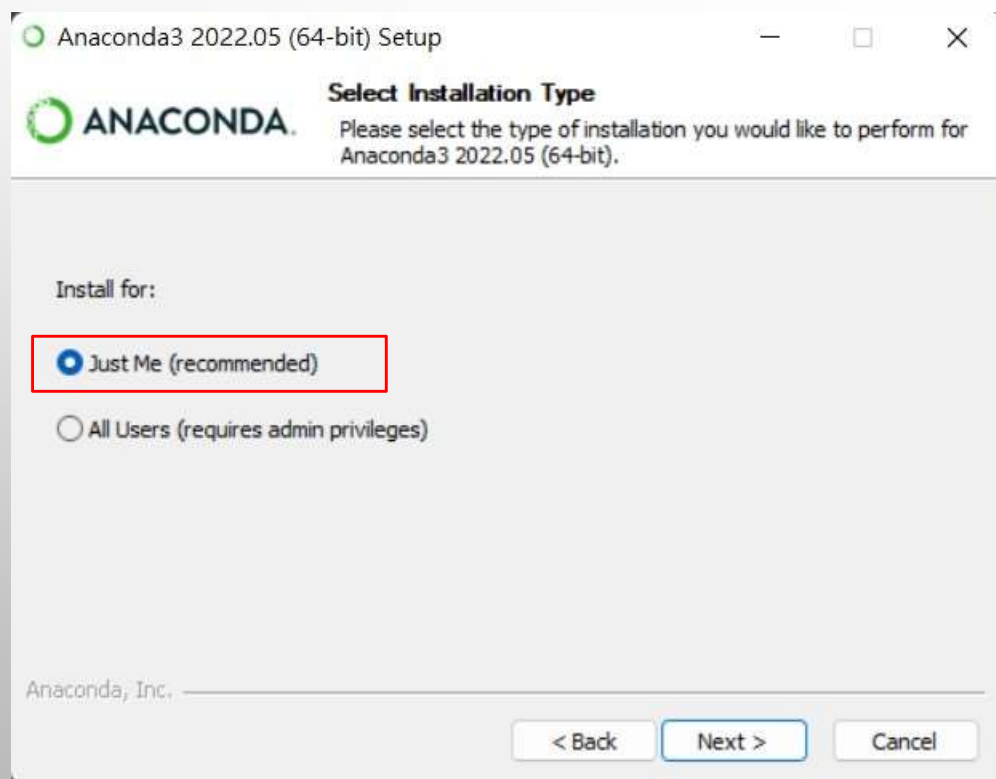 Anaconda3 2022.05 (64-bit) Setup
ANACONDA.
Select Installation Type
Please select the type of installation you would like to perform for
Anaconda3 2022.05 (64-bit).
Install for:
Just Me (recommended)
All Users (requires admin privileges)
Anaconda, Inc.
< Back
Next >
Cancel